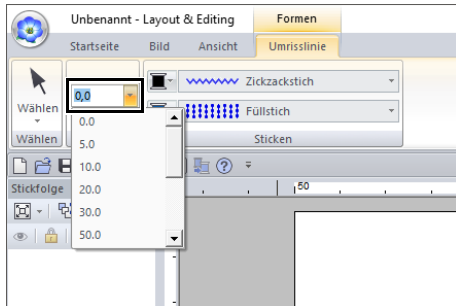 Unbenannt - Layout & Editing
Formen
Startseite
Bild
Ansicht
Umrisslinie
Wählen
0,0
Zickzackstich
Füllstich
Wählen
Sticken
0.0
5.0
10.0
20.0
30.0
50.0
Stickfolge
50